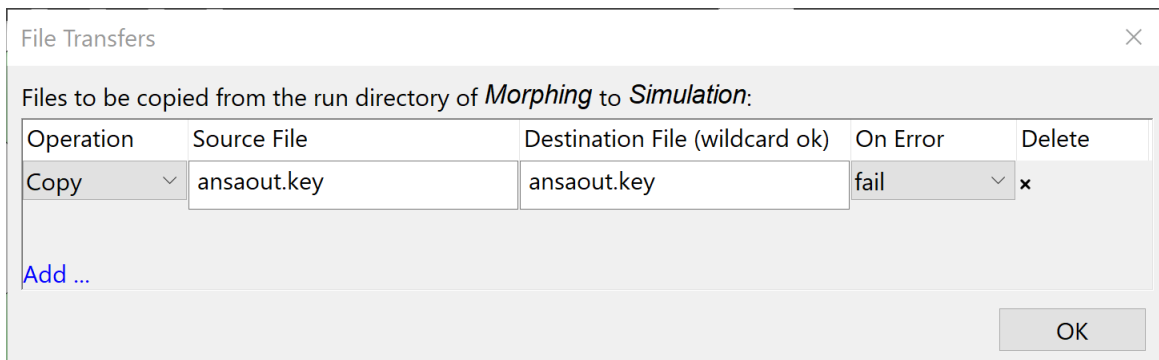 File Transfers
Files to be copied from the run directory of Morphing to Simulation:
Operation Source File Destination File (wildcard ok) On Error Delete
Copy ansaout.key ansaout.key fail ×
Add ...
OK